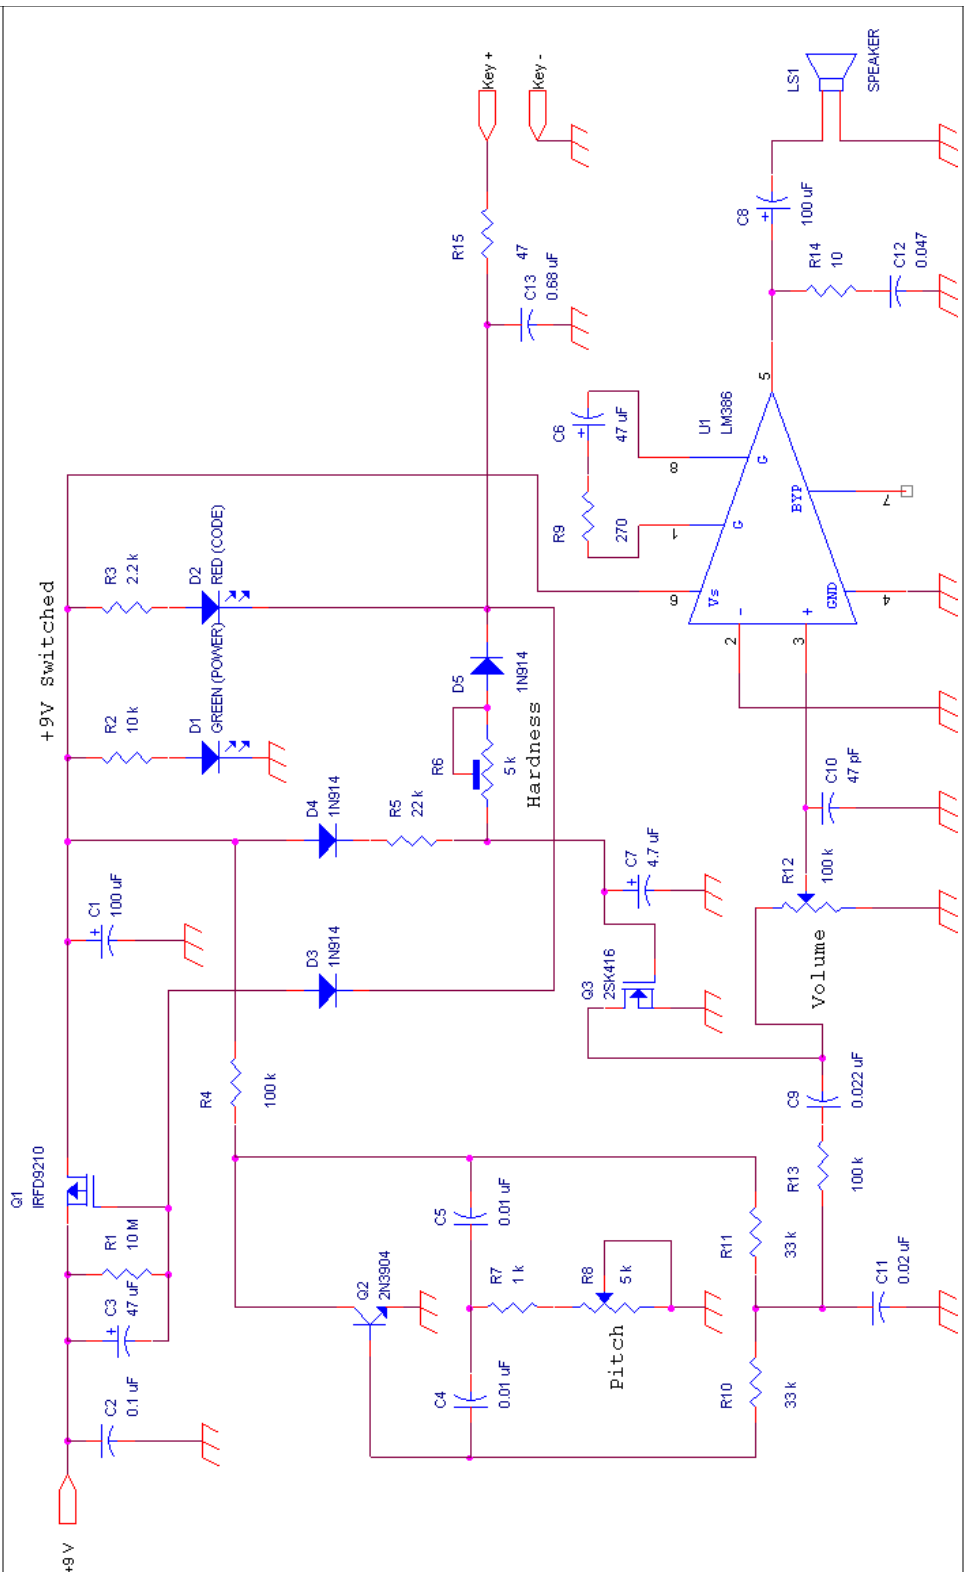 +9 V
C2
0.1 uF
C3
47 uF
R1
10 M
Q1
IRFD9210
C1
100 uF
+9V Switched
R2
10 k
D1
GREEN (POWER)
R3
2.2 k
D2
RED (CODE)
R4
100 k
D3
1N914
D4
1N914
R5
22 k
R6
5 k
Hardness
D5
1N914
R15
47
C13
0.68 uF
Key +
Key -
Q2
2N3904
C4
0.01 uF
C5
0.01 uF
R7
1 k
R8
5 k
Pitch
R10
33 k
R11
33 k
C11
0.02 uF
R13
100 k
C9
0.022 uF
Q3
2SK416
C7
4.7 uF
Volume
R12
100 k
C10
47 pF
R9
270
C6
47 uF
U1
LM386
6
Vs
1
G
8
G
2
-
3
+
GND
4
BYP
7
5
R14
10
C12
0.047
C8
100 uF
LS1
SPEAKER